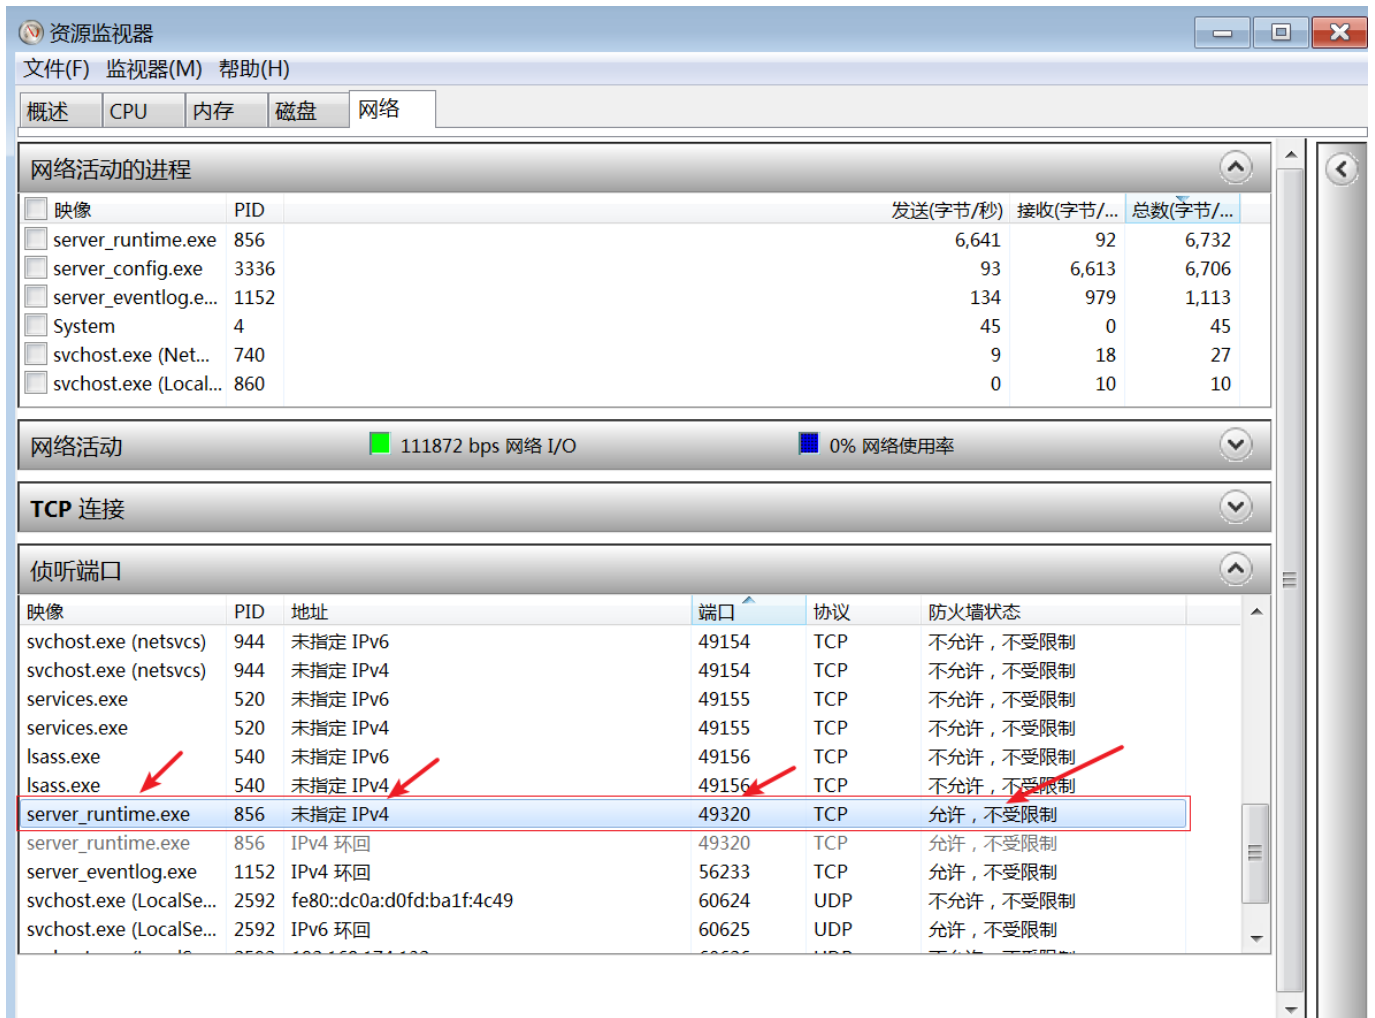 资源监视器
文件(F) 监视器(M) 帮助(H)
概述 CPU 内存 磁盘 网络
网络活动的进程
映像 PID 发送(字节/秒) 接收(字节/... 总数(字节/...
server_runtime.exe 856 6,641 92 6,732
server_config.exe 3336 93 6,613 6,706
server_eventlog.e... 1152 134 979 1,113
System 4 45 0 45
svchost.exe (Net... 740 9 18 27
svchost.exe (Local... 860 0 10 10
网络活动 111872 bps 网络 I/O 0% 网络使用率
TCP 连接
侦听端口
映像 PID 地址 端口 协议 防火墙状态
svchost.exe (netsvcs) 944 未指定 IPv6 49154 TCP 不允许，不受限制
svchost.exe (netsvcs) 944 未指定 IPv4 49154 TCP 不允许，不受限制
services.exe 520 未指定 IPv6 49155 TCP 不允许，不受限制
services.exe 520 未指定 IPv4 49155 TCP 不允许，不受限制
lsass.exe 540 未指定 IPv6 49156 TCP 不允许，不受限制
lsass.exe 540 未指定 IPv4 49156 TCP 不允许，不受限制
server_runtime.exe 856 未指定 IPv4 49320 TCP 允许，不受限制
server_runtime.exe 856 IPv4 环回 49320 TCP 允许，不受限制
server_eventlog.exe 1152 IPv4 环回 56233 TCP 允许，不受限制
svchost.exe (LocalSe... 2592 fe80::dc0a:d0fd:ba1f:4c49 60624 UDP 不允许，不受限制
svchost.exe (LocalSe... 2592 IPv6 环回 60625 UDP 允许，不受限制